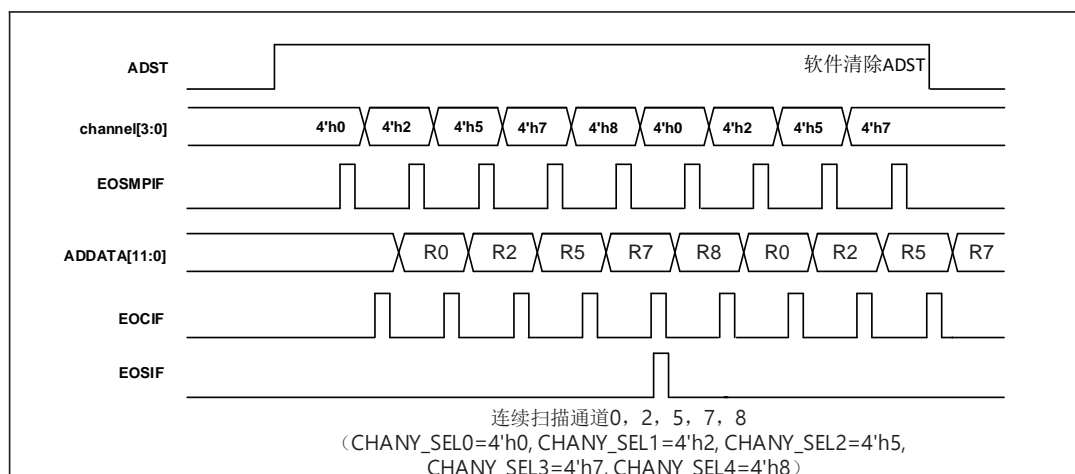 ADST
软件清除ADST
channel[3:0]
4'h0 4'h2 4'h5 4'h7 4'h8 4'h0 4'h2 4'h5 4'h7
EOSMPIF
ADDATA[11:0]
R0 R2 R5 R7 R8 R0 R2 R5 R7
EOCIF
EOSIF
连续扫描通道0，2，5，7，8
（CHANY_SEL0=4'h0, CHANY_SEL1=4'h2, CHANY_SEL2=4'h5,
CHANY_SEL3=4'h7, CHANY_SEL4=4'h8）